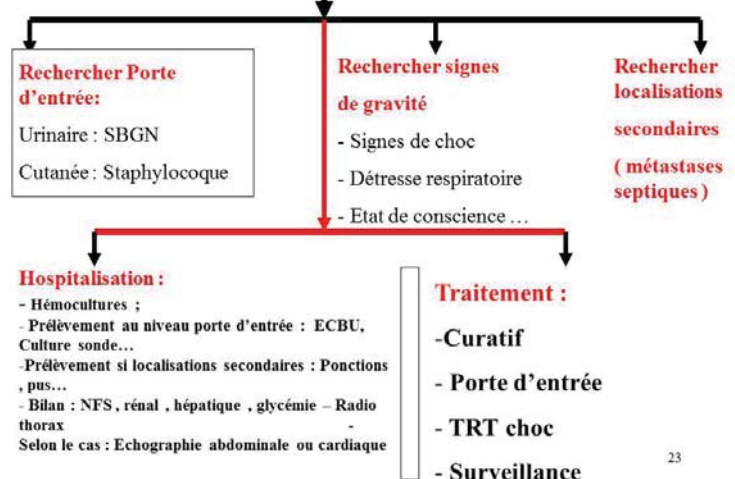 Rechercher Porte
d'entrée:
Urinaire : SBGN
Cutanée : Staphylocoque
Rechercher signes
de gravité
- Signes de choc
- Détresse respiratoire
- Etat de conscience ...
Rechercher
localisations
secondaires
( métastases
septiques )
Hospitalisation :
- Hémocultures ;
- Prélèvement au niveau porte d'entrée : ECBU,
Culture sonde...
-Prélèvement si localisations secondaires : Ponctions
, pus...
- Bilan : NFS , rénal , hépatique , glycémie – Radio
thorax -
Selon le cas : Echographie abdominale ou cardiaque
Traitement :
-Curatif
- Porte d'entrée
- TRT choc
- Surveillance
23